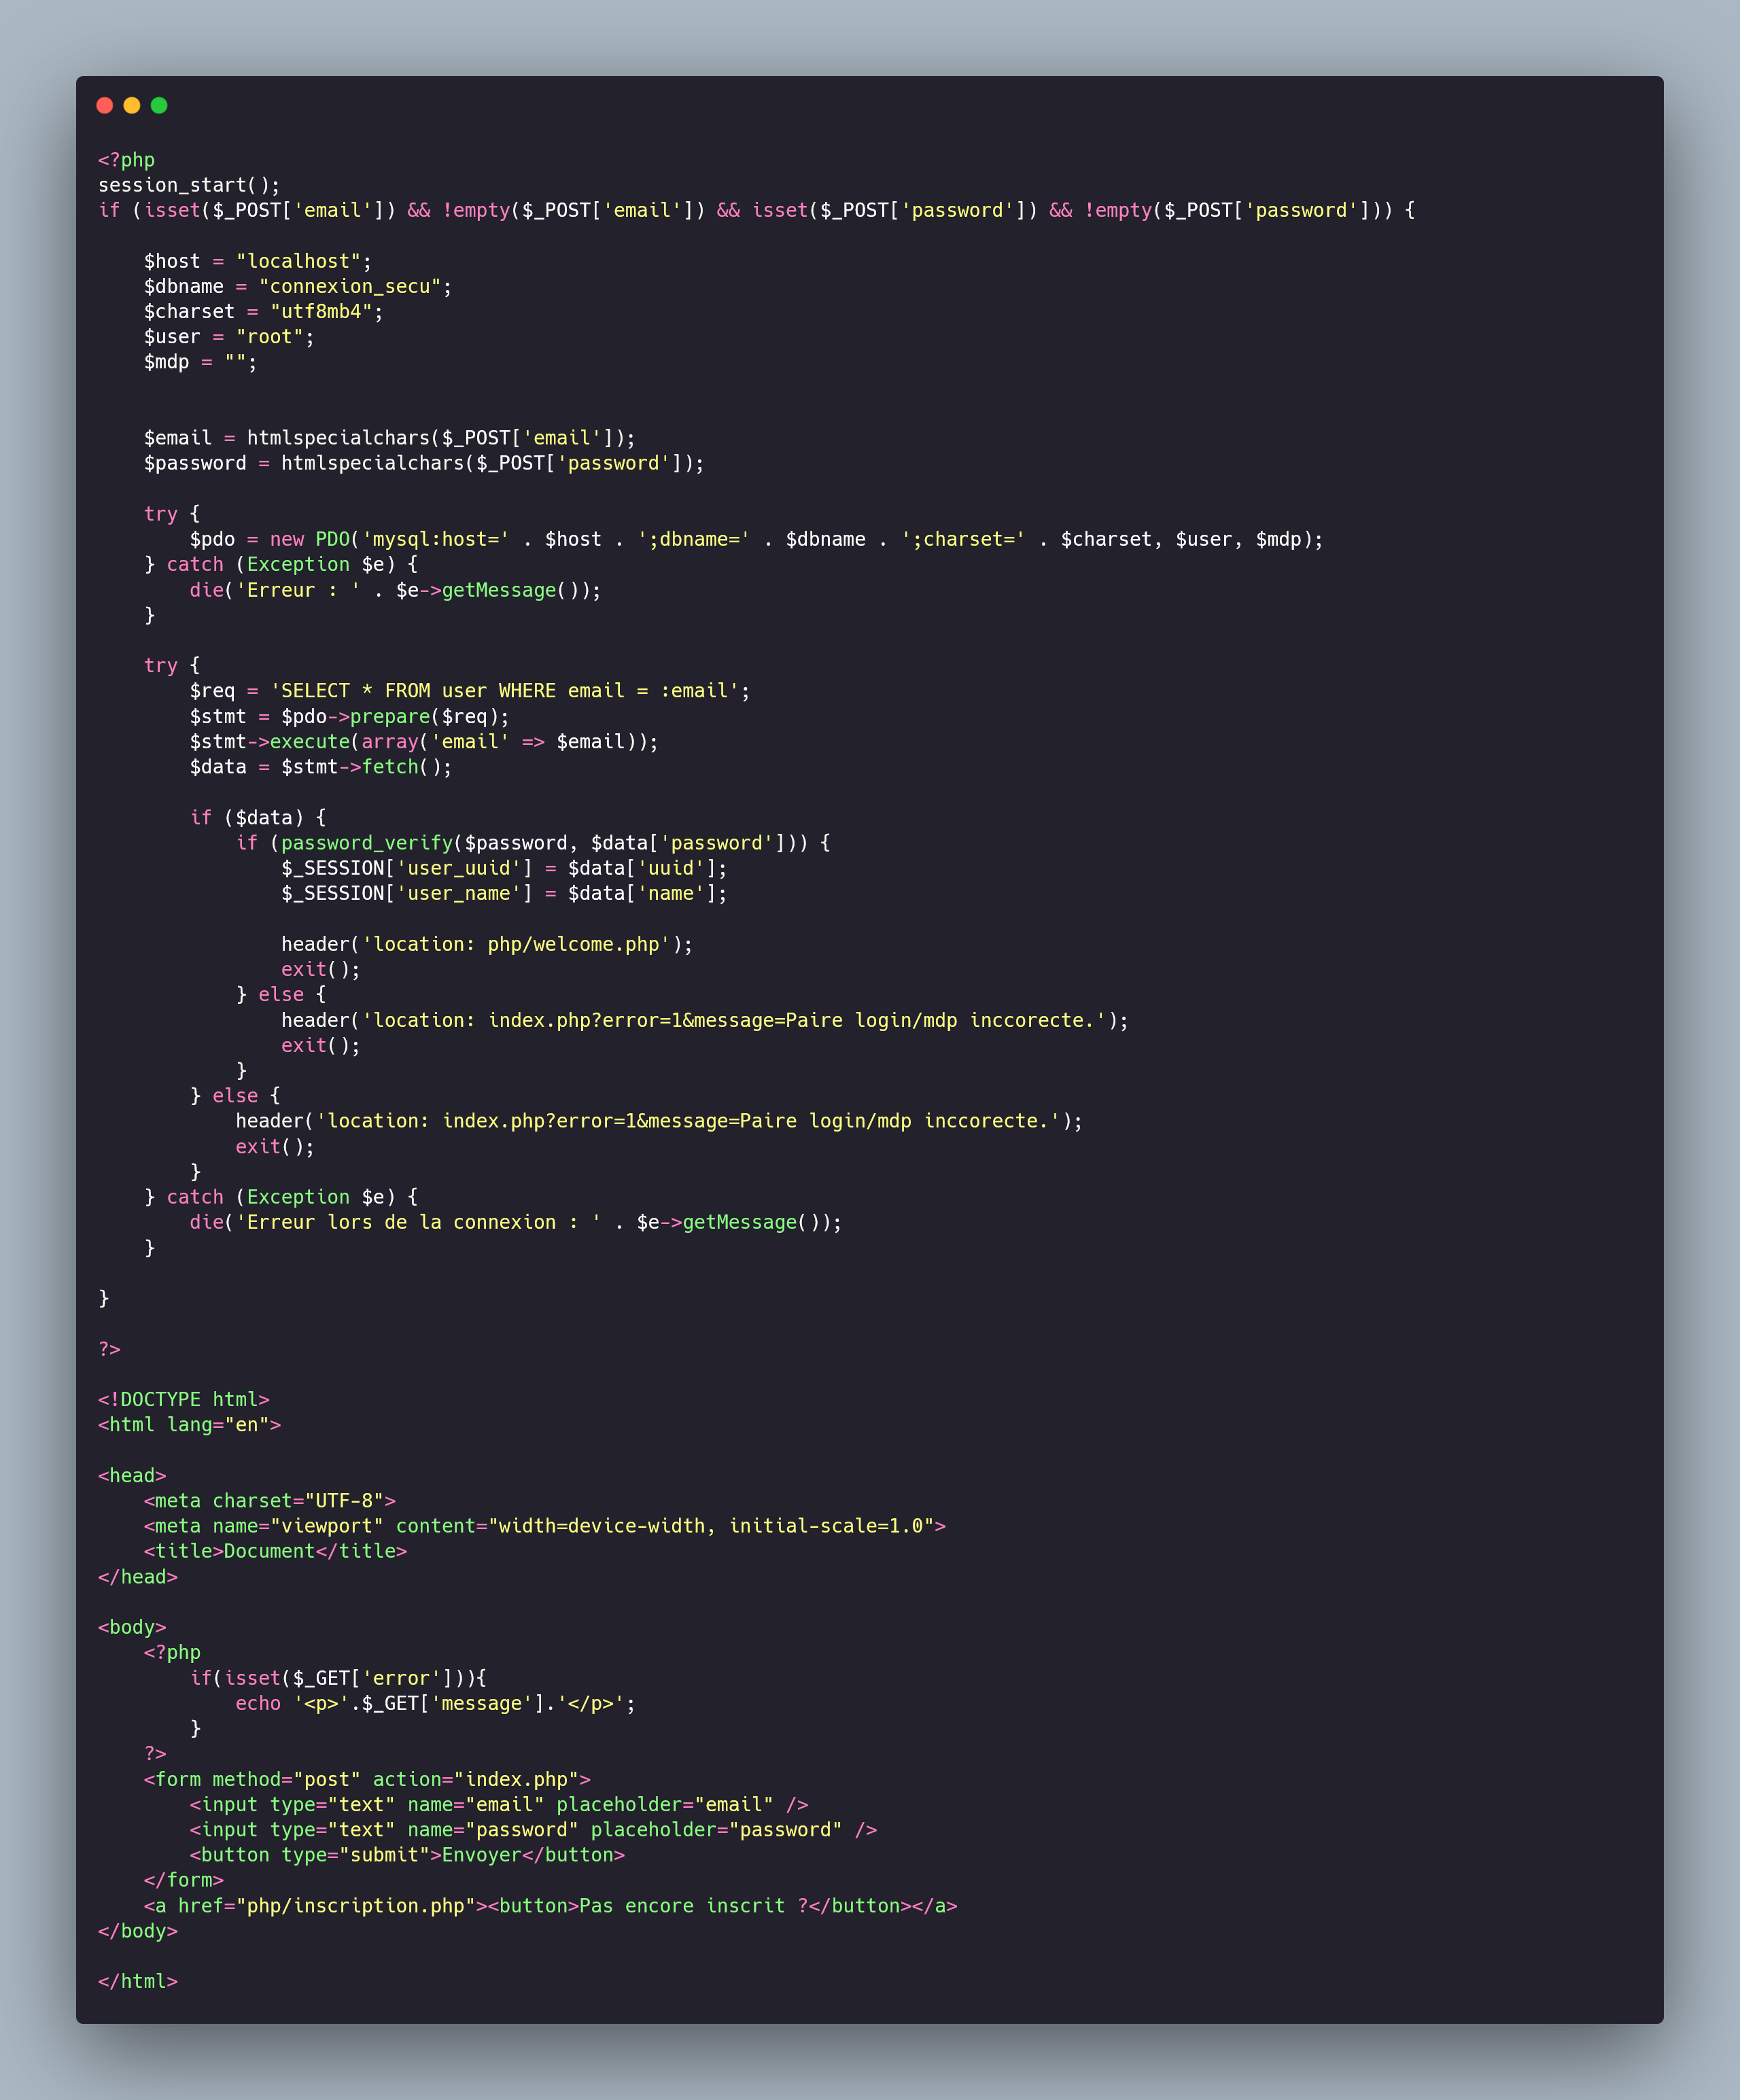 <?php
session_start();
if (isset($_POST['email']) && !empty($_POST['email']) && isset($_POST['password']) && !empty($_POST['password'])) {

    $host = "localhost";
    $dbname = "connexion_secu";
    $charset = "utf8mb4";
    $user = "root";
    $mdp = "";


    $email = htmlspecialchars($_POST['email']);
    $password = htmlspecialchars($_POST['password']);

    try {
        $pdo = new PDO('mysql:host=' . $host . ';dbname=' . $dbname . ';charset=' . $charset, $user, $mdp);
    } catch (Exception $e) {
        die('Erreur : ' . $e->getMessage());
    }

    try {
        $req = 'SELECT * FROM user WHERE email = :email';
        $stmt = $pdo->prepare($req);
        $stmt->execute(array('email' => $email));
        $data = $stmt->fetch();

        if ($data) {
            if (password_verify($password, $data['password'])) {
                $_SESSION['user_uuid'] = $data['uuid'];
                $_SESSION['user_name'] = $data['name'];

                header('location: php/welcome.php');
                exit();
            } else {
                header('location: index.php?error=1&message=Paire login/mdp inccorecte.');
                exit();
            }
        } else {
            header('location: index.php?error=1&message=Paire login/mdp inccorecte.');
            exit();
        }
    } catch (Exception $e) {
        die('Erreur lors de la connexion : ' . $e->getMessage());
    }

}

?>

<!DOCTYPE html>
<html lang="en">

<head>
    <meta charset="UTF-8">
    <meta name="viewport" content="width=device-width, initial-scale=1.0">
    <title>Document</title>
</head>

<body>
    <?php
        if(isset($_GET['error'])){
            echo '<p>'.$_GET['message'].'</p>';
        }
    ?>
    <form method="post" action="index.php">
        <input type="text" name="email" placeholder="email" />
        <input type="text" name="password" placeholder="password" />
        <button type="submit">Envoyer</button>
    </form>
    <a href="php/inscription.php"><button>Pas encore inscrit ?</button></a>
</body>

</html>